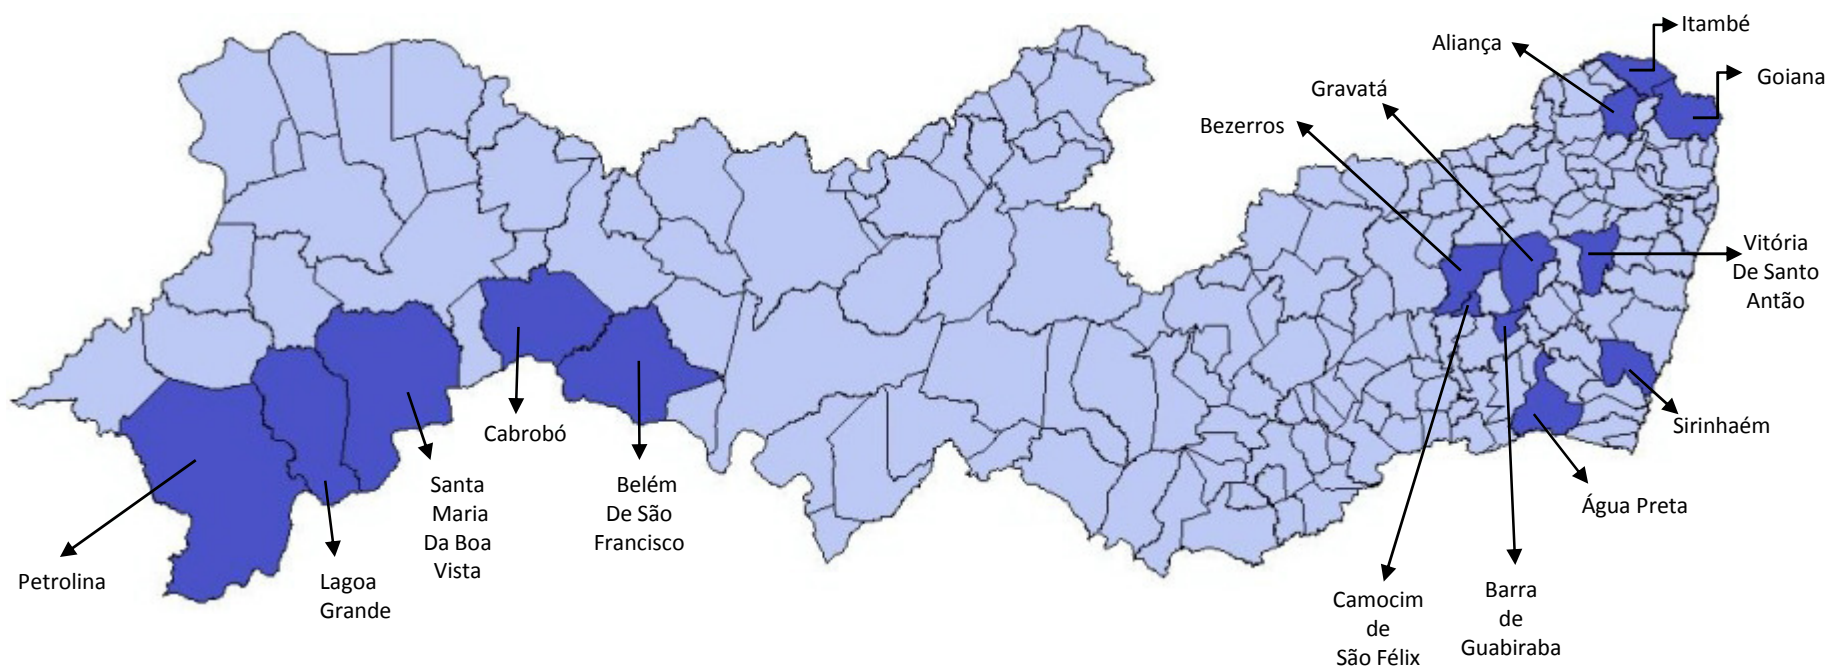 Itambé
Aliança
Goiana
Gravatá
Bezerros
Vitória
De Santo
Antão
Sirinhaém
Água Preta
Cabrobó
Santa
Maria
Da Boa
Vista
Belém
De São
Francisco
Petrolina
Lagoa
Grande
Camocim
de
São Félix
Barra
de
Guabiraba